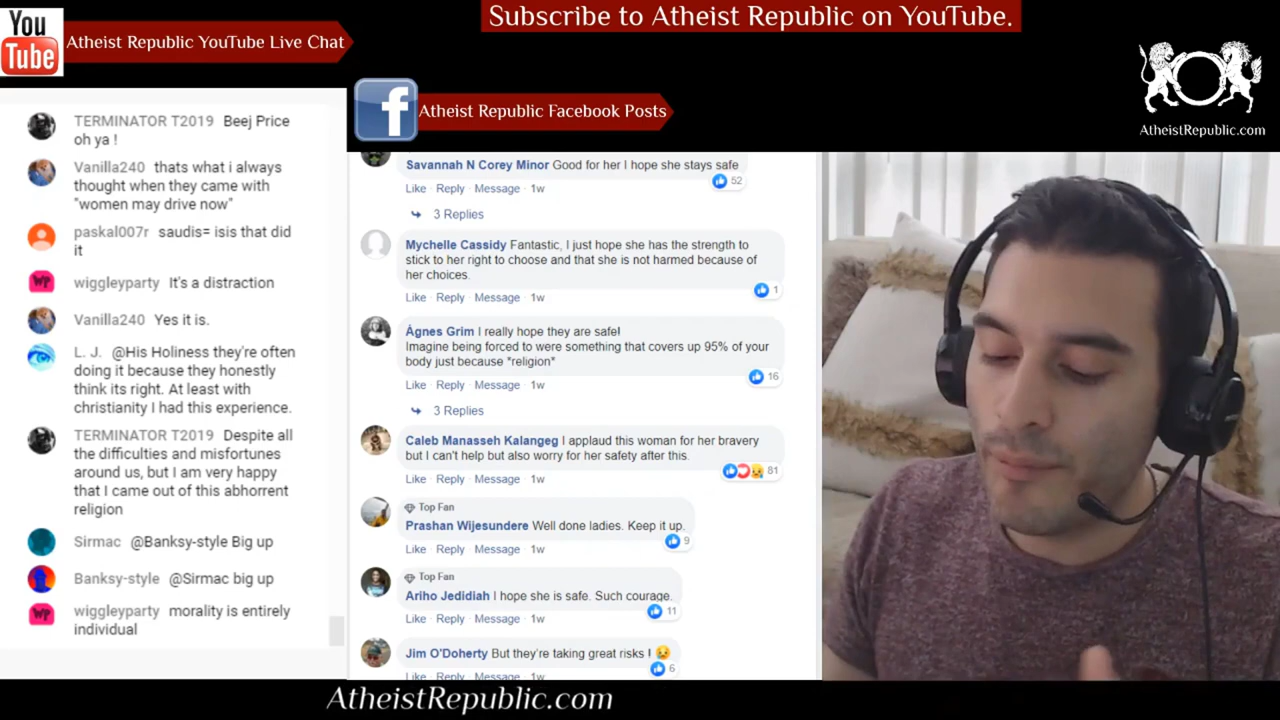 Subscribe to Atheist Republic on YouTube.
You
Tube
Atheist Republic YouTube Live Chat
AtheistRepublic.com
f
Atheist Republic Facebook Posts
TERMINATOR T2019 Beej Price
oh ya !
Vanilla240 thats what i always
thought when they came with
"women may drive now"
paskal007r saudis= isis that did
it
WP wiggleyparty It's a distraction
Vanilla240 Yes it is.
L. J. @His Holiness they're often
doing it because they honestly
think its right. At least with
christianity I had this experience.
TERMINATOR T2019 Despite all
the difficulties and misfortunes
around us, but I am very happy
that I came out of this abhorrent
religion
Sirmac @Banksy-style Big up
Banksy-style @Sirmac big up
WP wiggleyparty morality is entirely
individual
Savannah N Corey Minor Good for her I hope she stays safe
52
Like · Reply · Message · 1w
3 Replies
Mychelle Cassidy Fantastic, I just hope she has the strength to
stick to her right to choose and that she is not harmed because of
her choices.
1
Like · Reply · Message · 1w
Ágnes Grim I really hope they are safe!
Imagine being forced to were something that covers up 95% of your
body just because *religion*
16
Like · Reply · Message · 1w
3 Replies
Caleb Manasseh Kalangeg I applaud this woman for her bravery
but I can't help but also worry for her safety after this.
81
Like · Reply · Message · 1w
Top Fan
Prashan Wijesundere Well done ladies. Keep it up.
9
Like · Reply · Message · 1w
Top Fan
Ariho Jedidiah I hope she is safe. Such courage.
11
Like · Reply · Message · 1w
Jim O'Doherty But they're taking great risks ! 😢
6
Like · Reply · Message · 1w
AtheistRepublic.com